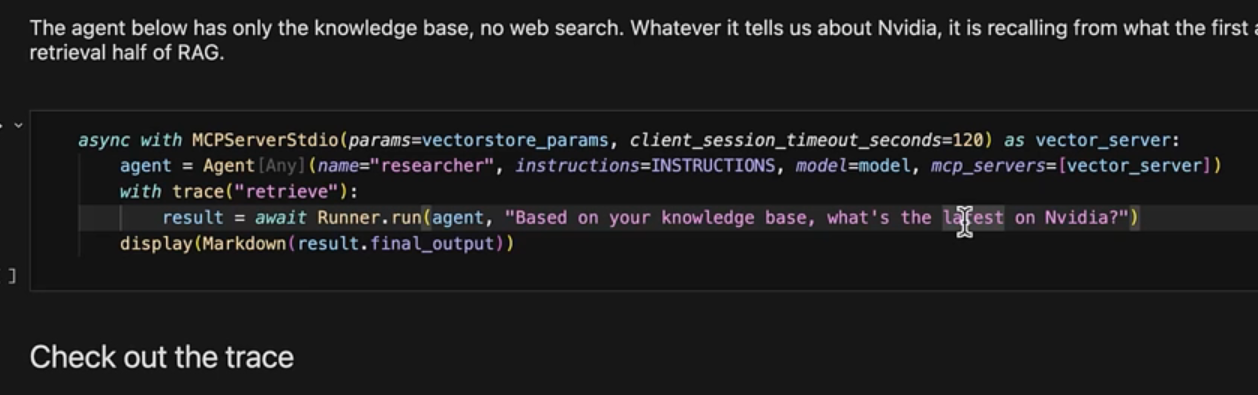 The agent below has only the knowledge base, no web search. Whatever it tells us about Nvidia, it is recalling from what the first a
retrieval half of RAG.
async with MCPServerStdio(params=vectorstore_params, client_session_timeout_seconds=120) as vector_server:
    agent = Agent[Any](name="researcher", instructions=INSTRUCTIONS, model=model, mcp_servers=[vector_server])
    with trace("retrieve"):
        result = await Runner.run(agent, "Based on your knowledge base, what's the latest on Nvidia?")
    display(Markdown(result.final_output))
]
Check out the trace